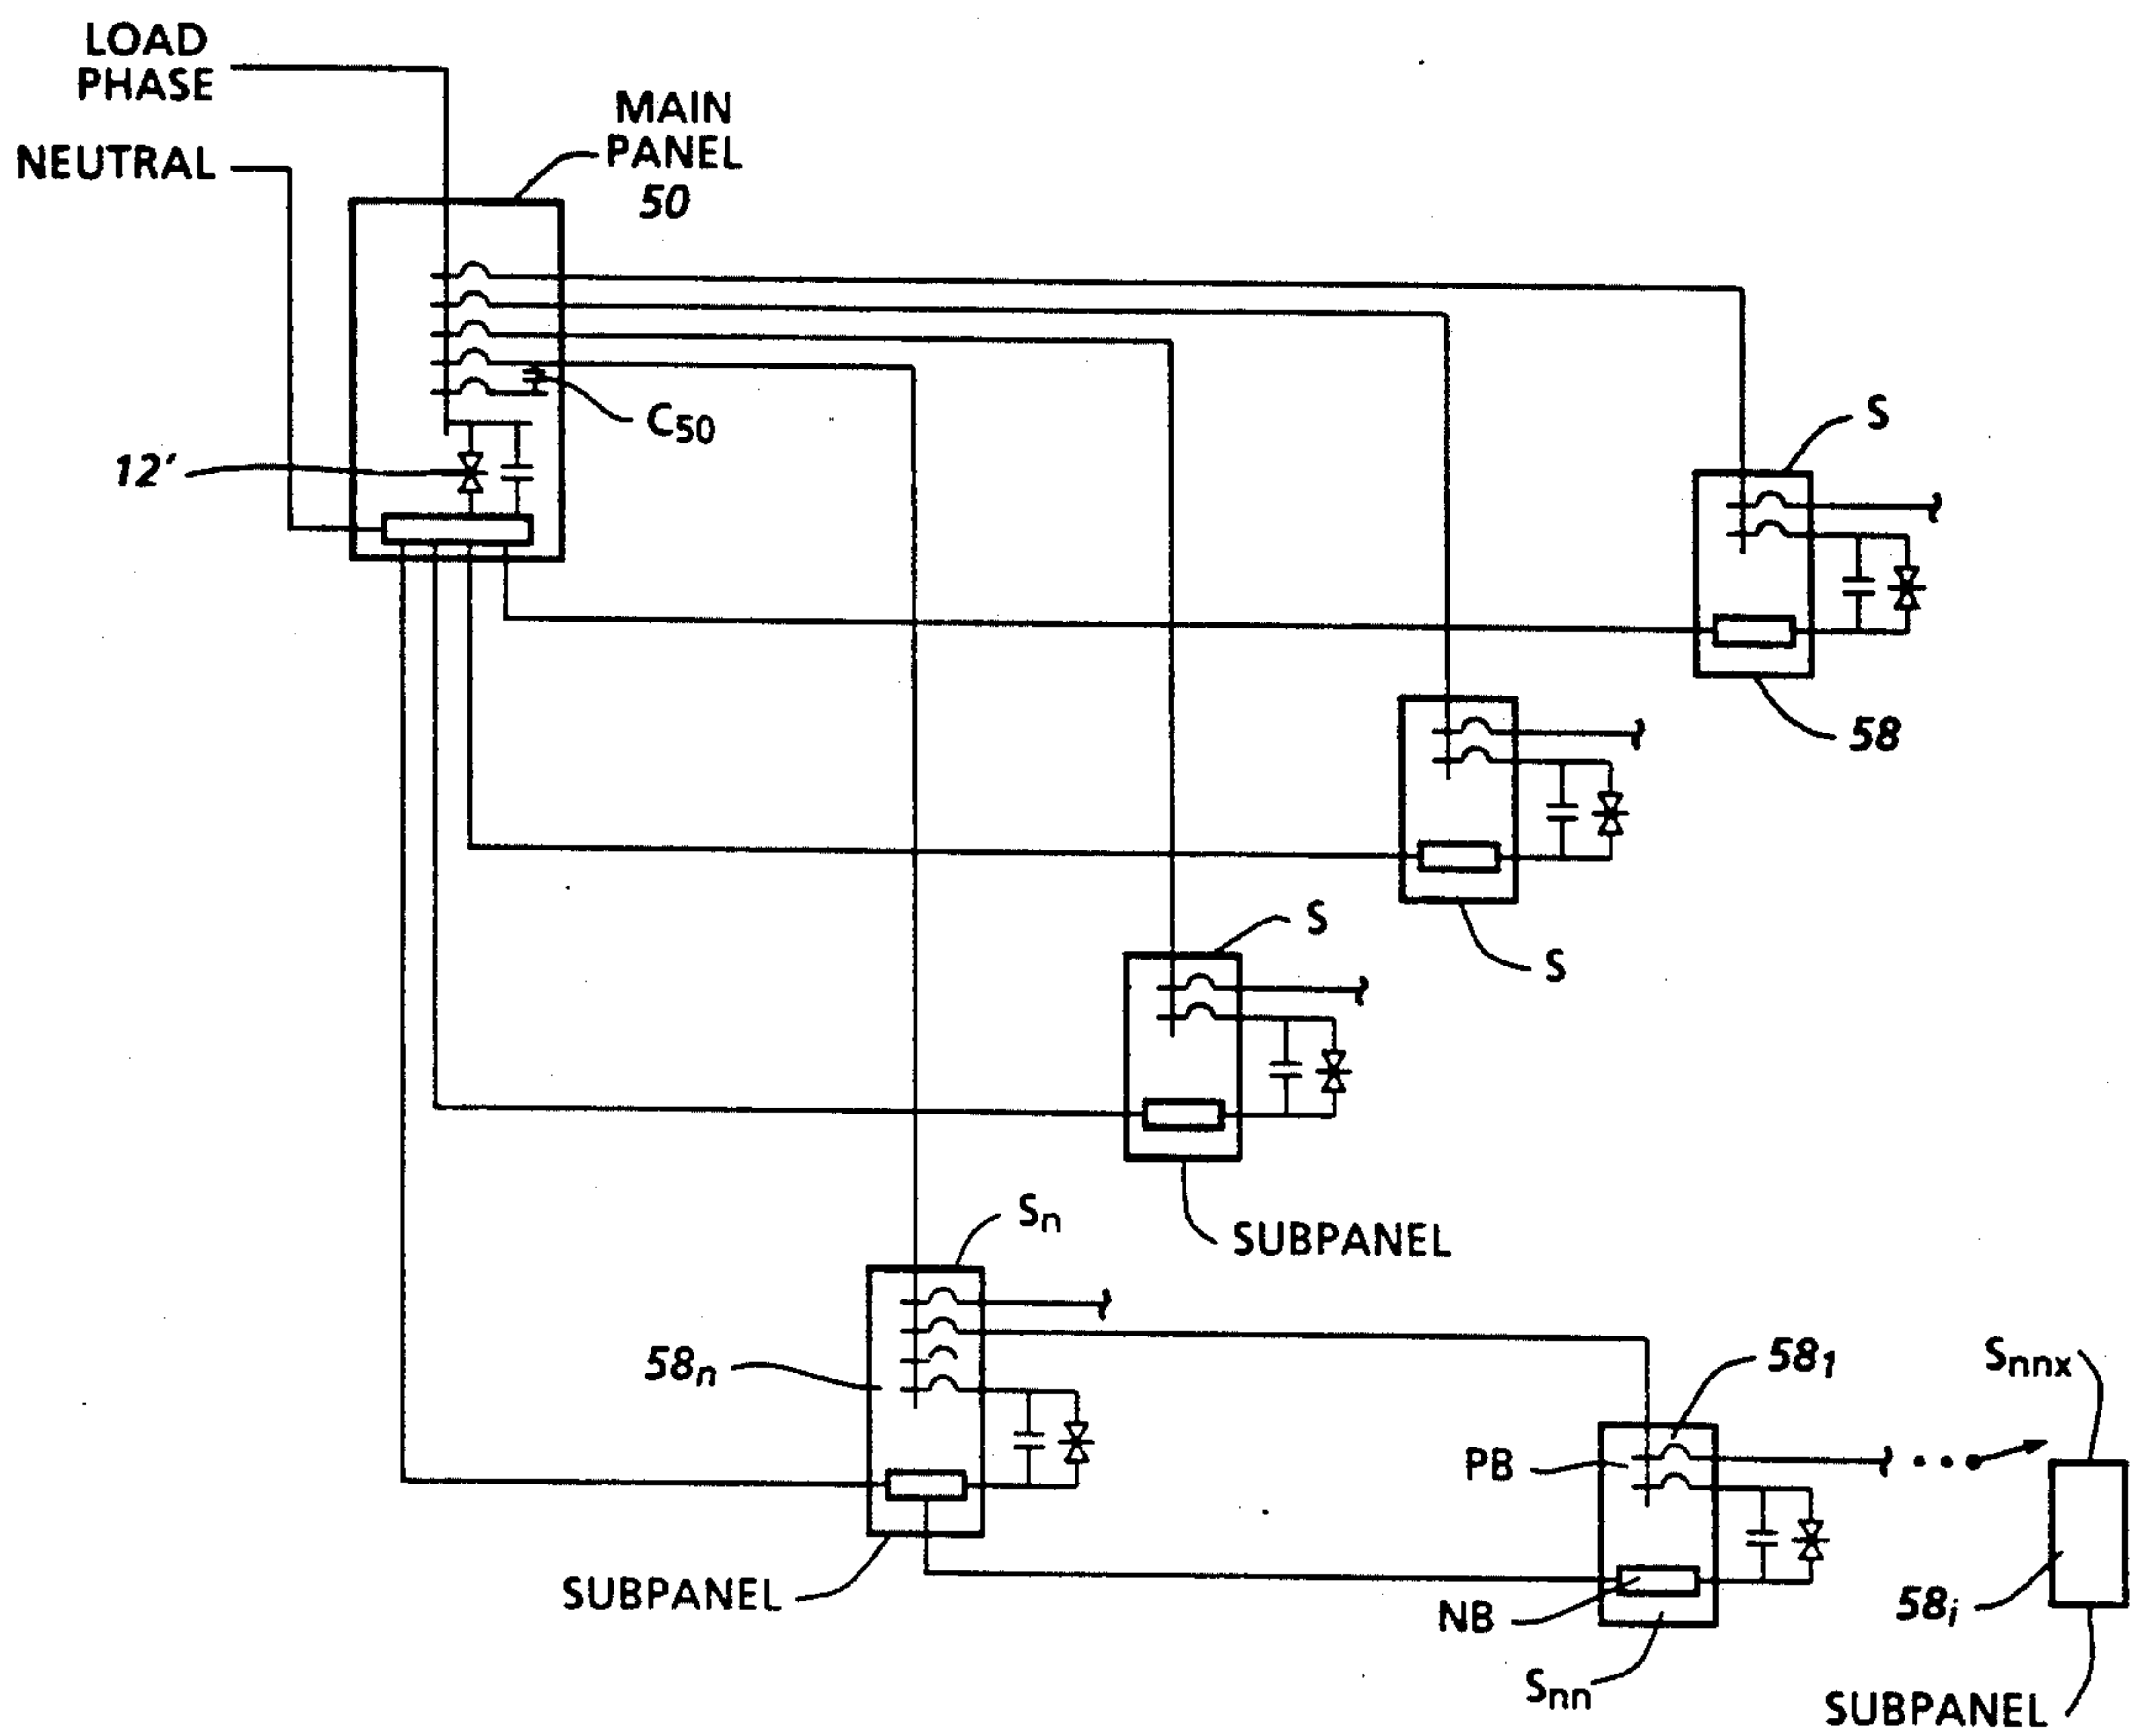 LOAD
PHASE
NEUTRAL
MAIN
PANEL
50
C50
12'
S
58
S
S
SUBPANEL
Sn
58n
SUBPANEL
581
Snnx
PB
NB
58i
Snn
SUBPANEL